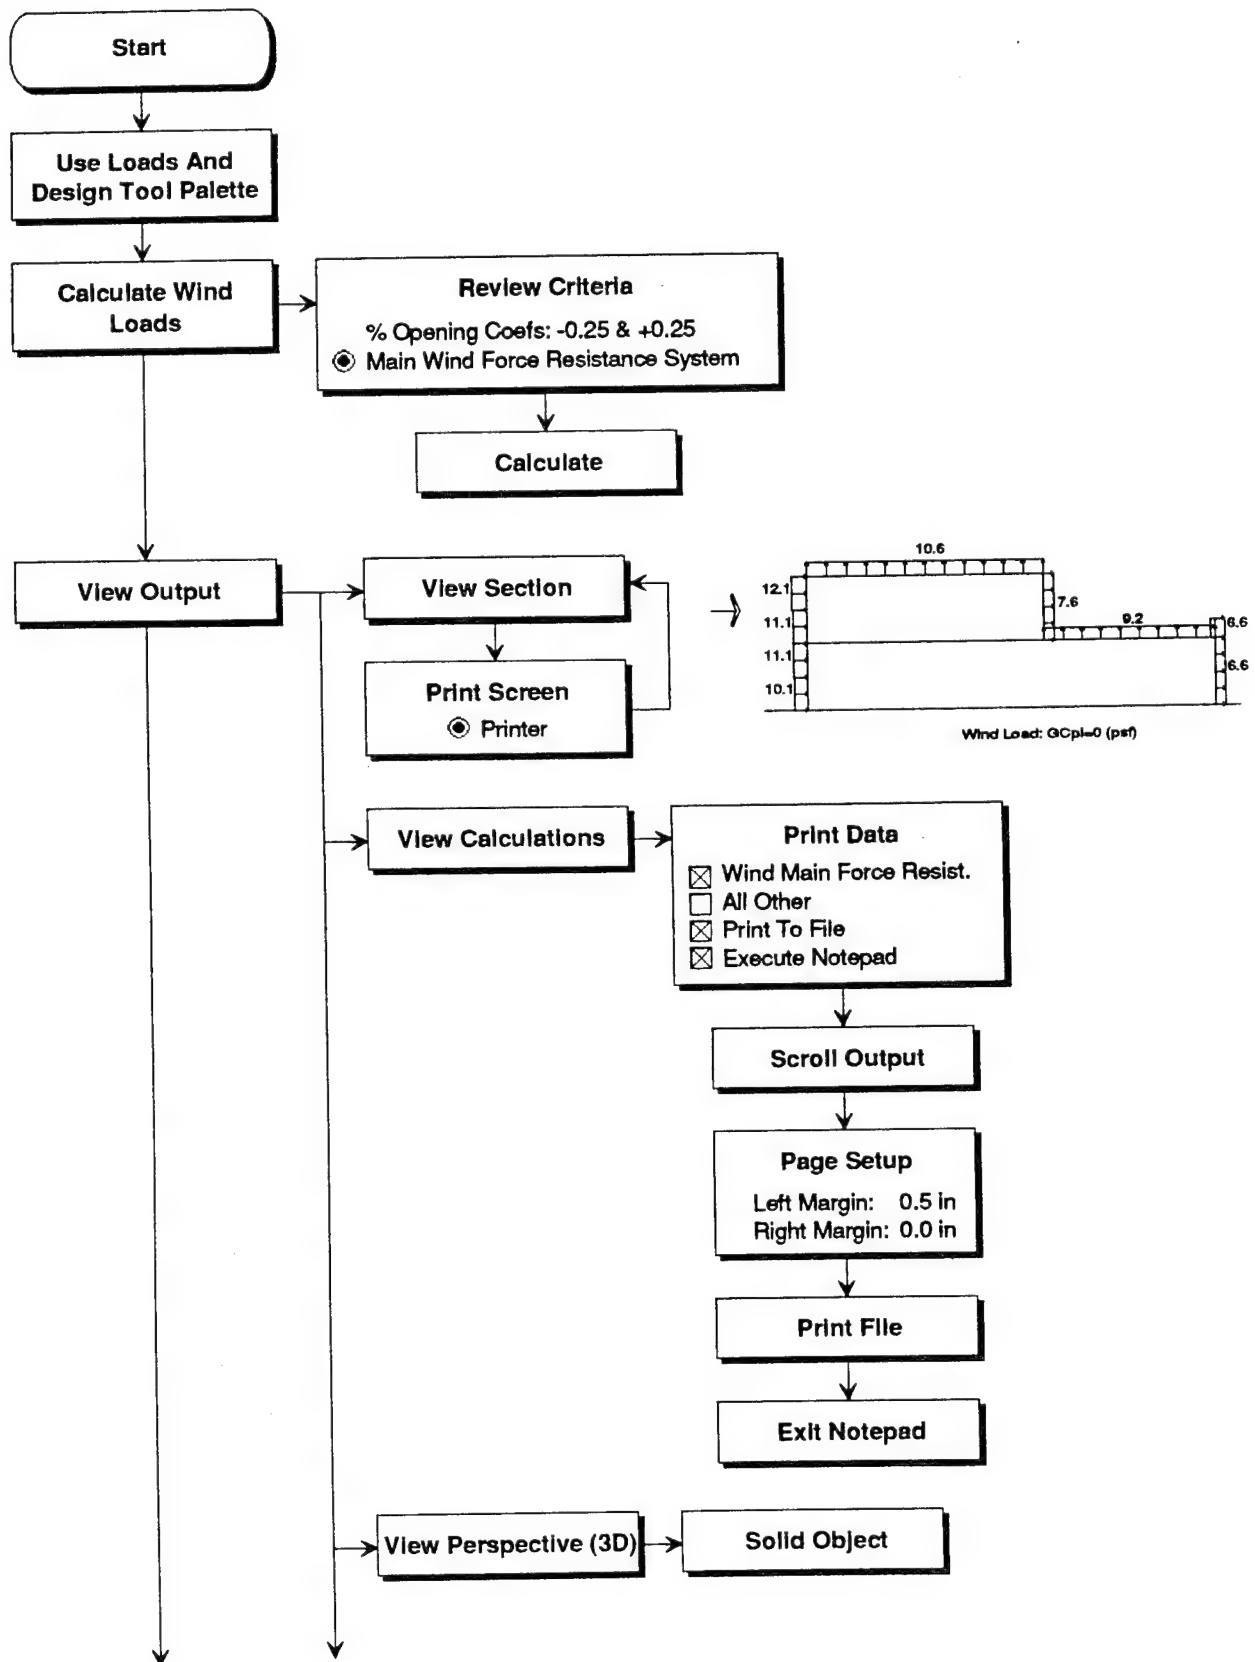 Start
Use Loads And
Design Tool Palette
Calculate Wind
Loads
Review Criteria
% Opening Coefs: -0.25 & +0.25
Main Wind Force Resistance System
Calculate
View Output
View Section
Print Screen
Printer
10.6
12.1
11.1
11.1
10.1
7.6
9.2
6.6
6.6
Wind Load: GCpi=0 (psf)
View Calculations
Print Data
Wind Main Force Resist.
All Other
Print To File
Execute Notepad
Scroll Output
Page Setup
Left Margin: 0.5 in
Right Margin: 0.0 in
Print File
Exit Notepad
View Perspective (3D)
Solid Object